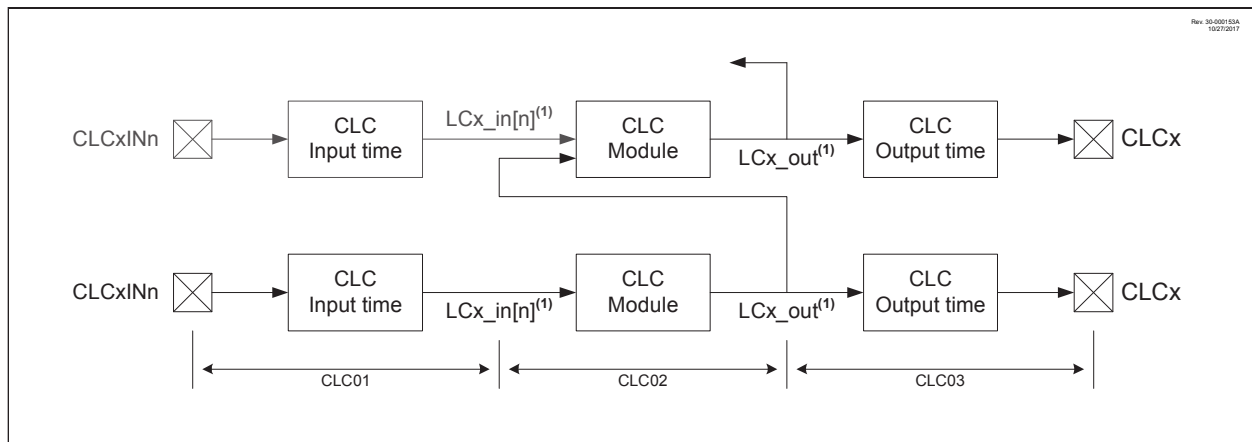 Rev. 30-000153A
10/27/2017
CLCxINn
CLC
Input time
LCx_in[n](1)
CLC
Module
LCx_out(1)
CLC
Output time
CLCx
CLCxINn
CLC
Input time
LCx_in[n](1)
CLC
Module
LCx_out(1)
CLC
Output time
CLCx
CLC01
CLC02
CLC03